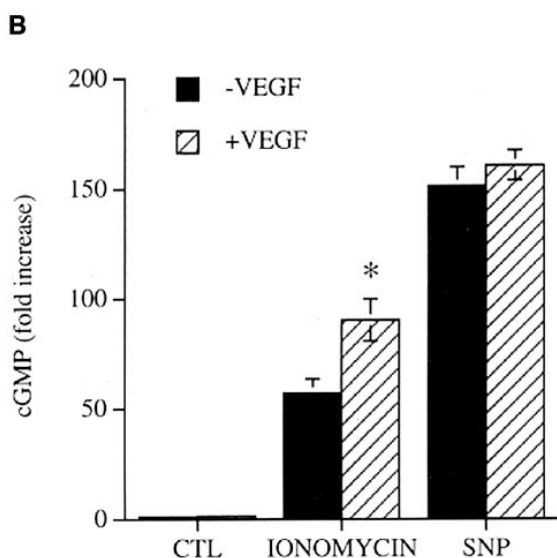 B
200
150
100
50
0
cGMP (fold increase)
-VEGF
+VEGF
*
CTL
IONOMYCIN
SNP